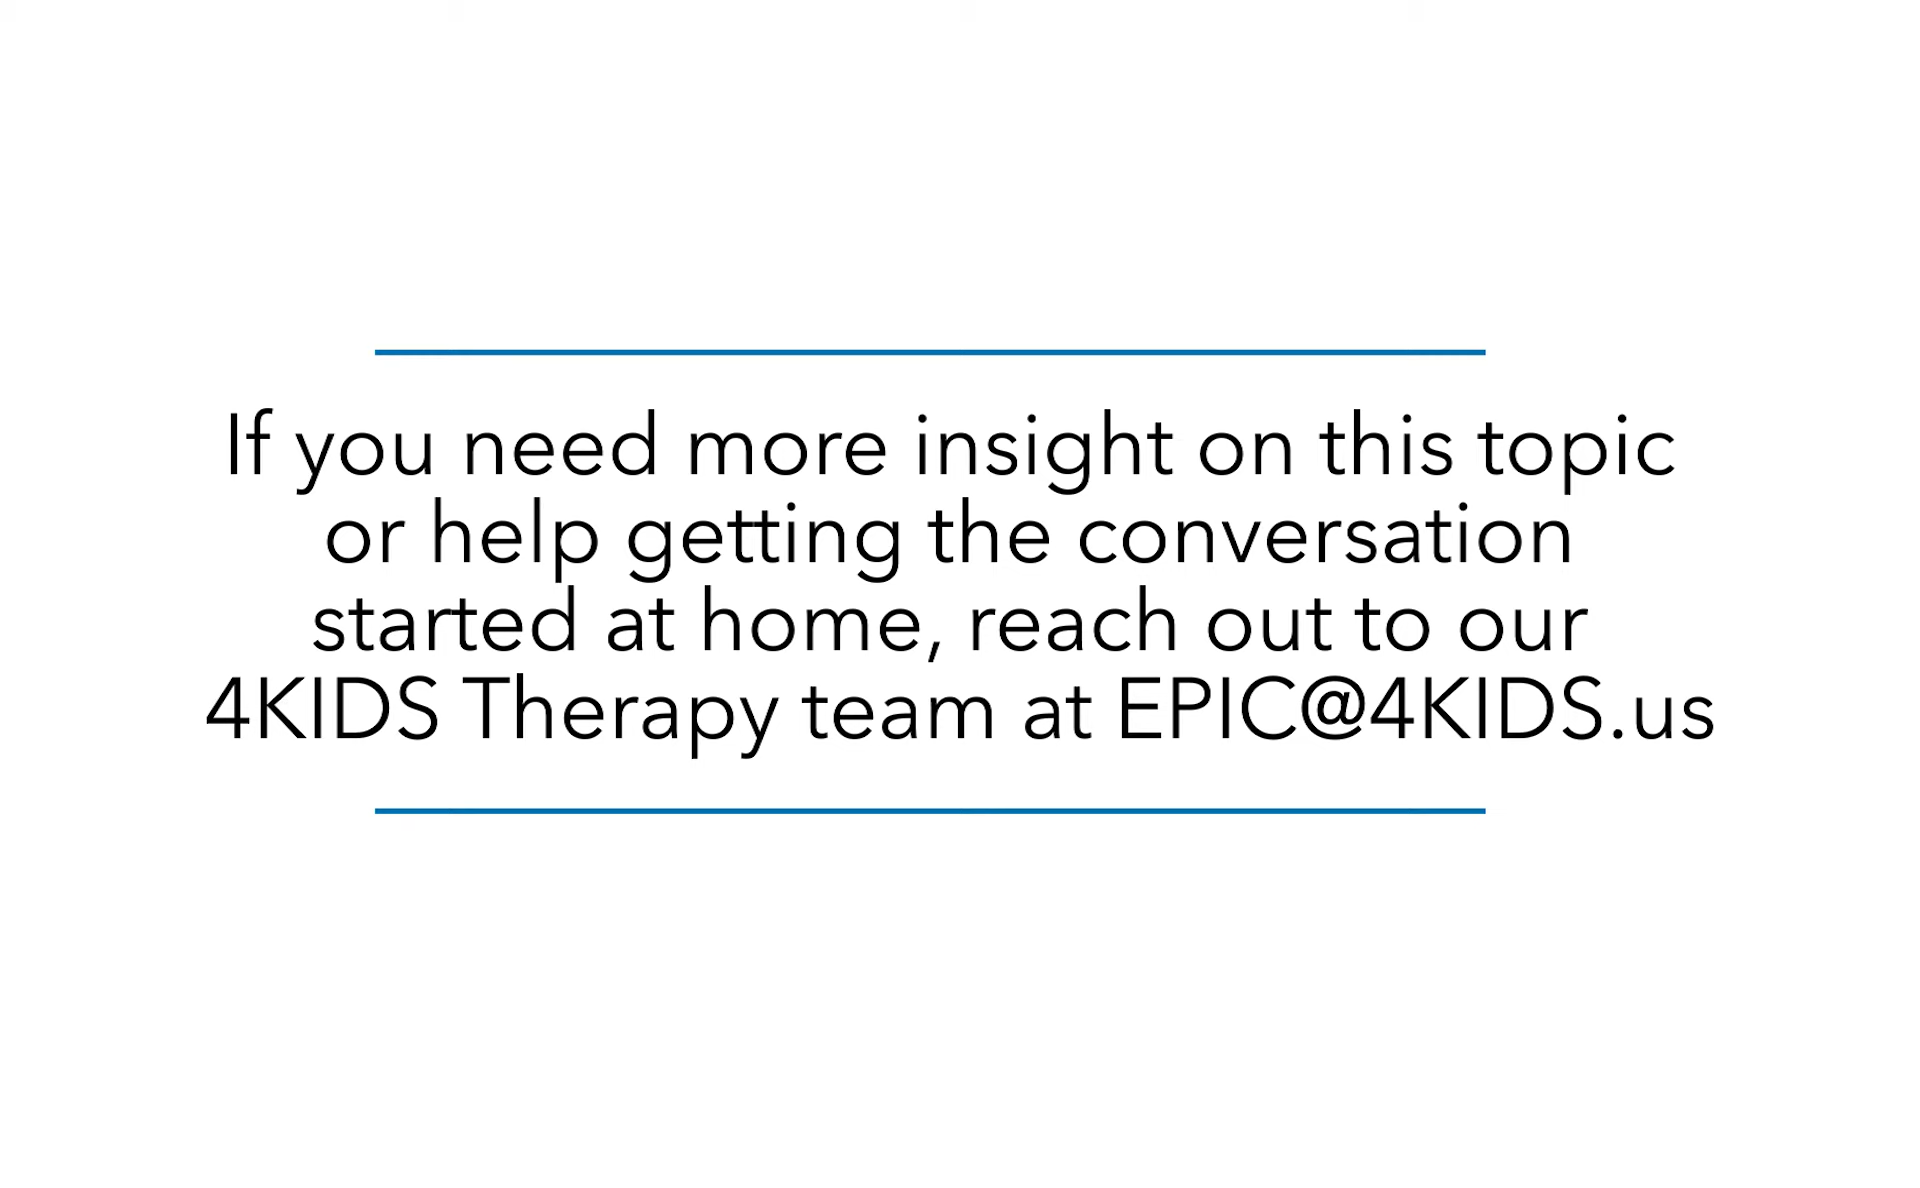 If you need more insight on this topic
or help getting the conversation
started at home, reach out to our
4KIDS Therapy team at EPIC@4KIDS.us